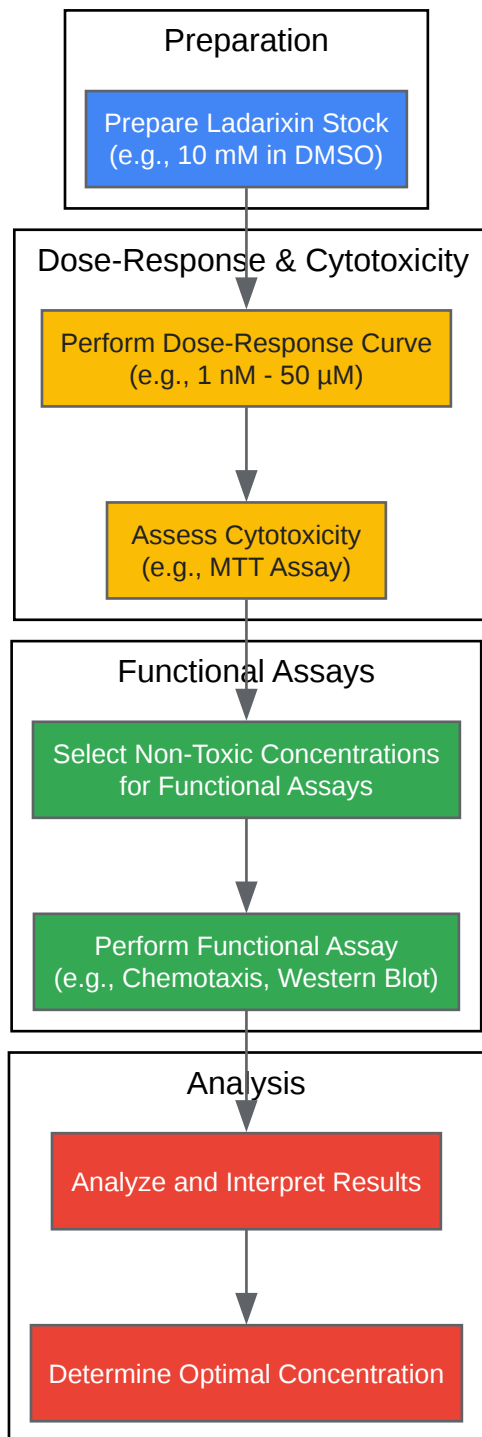 Preparation
Prepare Ladarixin Stock
(e.g., 10 mM in DMSO)
Dose-Response & Cytotoxicity
Perform Dose-Response Curve
(e.g., 1 nM - 50 µM)
Assess Cytotoxicity
(e.g., MTT Assay)
Functional Assays
Select Non-Toxic Concentrations
for Functional Assays
Perform Functional Assay
(e.g., Chemotaxis, Western Blot)
Analysis
Analyze and Interpret Results
Determine Optimal Concentration